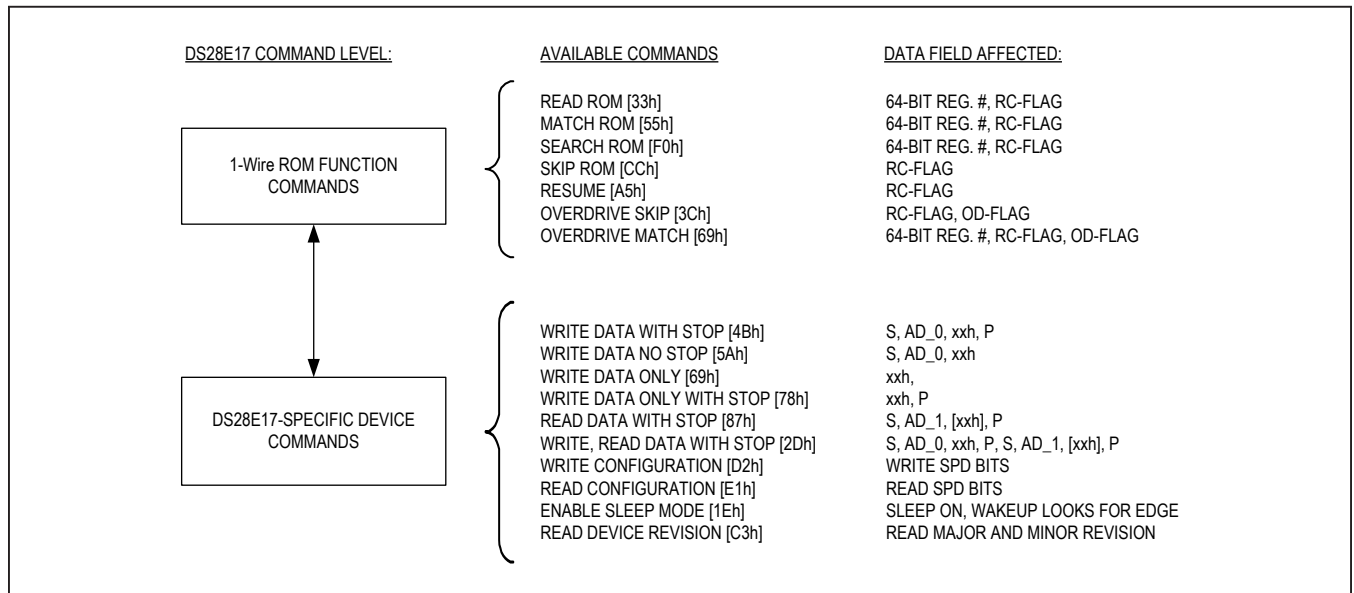 DS28E17 COMMAND LEVEL: AVAILABLE COMMANDS DATA FIELD AFFECTED:
READ ROM [33h] 64-BIT REG. #, RC-FLAG
MATCH ROM [55h] 64-BIT REG. #, RC-FLAG
SEARCH ROM [F0h] 64-BIT REG. #, RC-FLAG
1-Wire ROM FUNCTION
COMMANDS
SKIP ROM [CCh] RC-FLAG
RESUME [A5h] RC-FLAG
OVERDRIVE SKIP [3Ch] RC-FLAG, OD-FLAG
OVERDRIVE MATCH [69h] 64-BIT REG. #, RC-FLAG, OD-FLAG
WRITE DATA WITH STOP [4Bh] S, AD_0, xxh, P
WRITE DATA NO STOP [5Ah] S, AD_0, xxh
WRITE DATA ONLY [69h] xxh,
WRITE DATA ONLY WITH STOP [78h] xxh, P
DS28E17-SPECIFIC DEVICE
COMMANDS
READ DATA WITH STOP [87h] S, AD_1, [xxh], P
WRITE, READ DATA WITH STOP [2Dh] S, AD_0, xxh, P, S, AD_1, [xxh], P
WRITE CONFIGURATION [D2h] WRITE SPD BITS
READ CONFIGURATION [E1h] READ SPD BITS
ENABLE SLEEP MODE [1Eh] SLEEP ON, WAKEUP LOOKS FOR EDGE
READ DEVICE REVISION [C3h] READ MAJOR AND MINOR REVISION